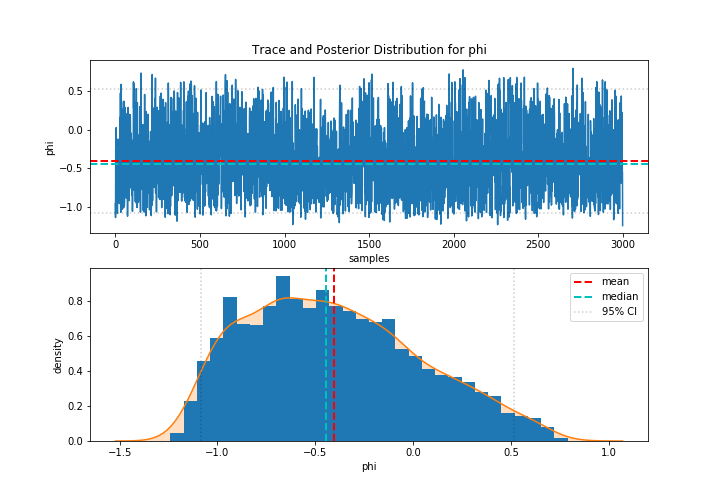 Trace and Posterior Distribution for phi
0.5
0.0
−0.5
−1.0
phi
0
500
1000
1500
2000
2500
3000
samples
mean
median
95% CI
0.8
0.6
0.4
0.2
0.0
density
−1.5
−1.0
−0.5
0.0
0.5
1.0
phi